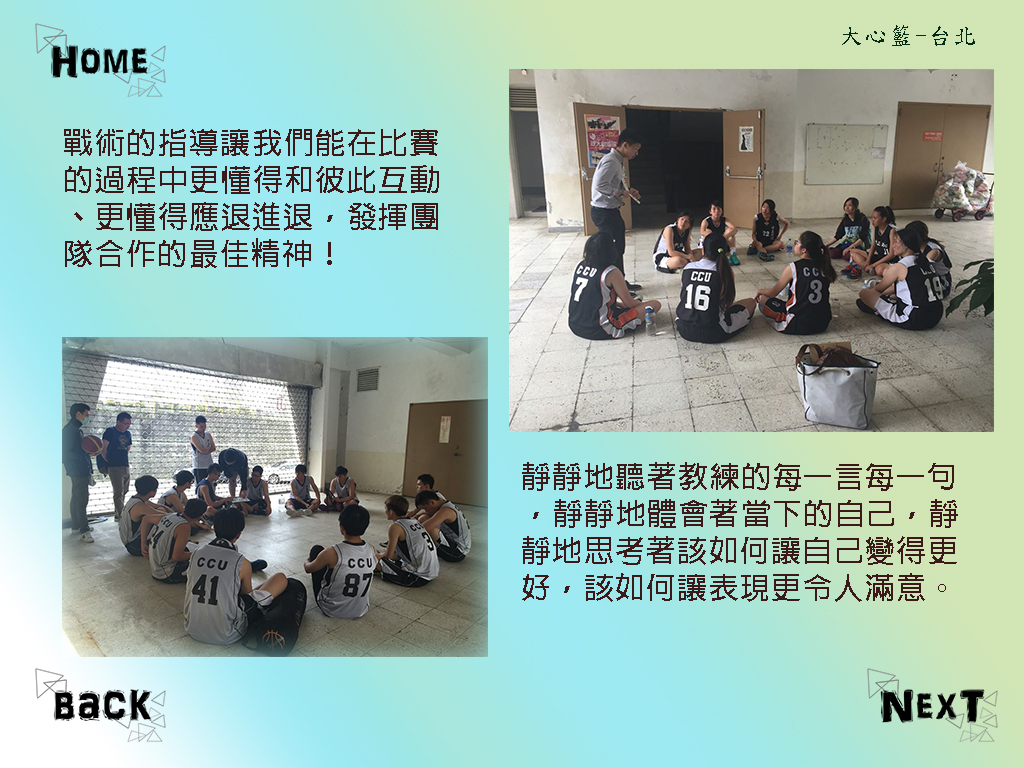 HOME
大心籃-台北
戰術的指導讓我們能在比賽
的過程中更懂得和彼此互動
、更懂得應退進退，發揮團
隊合作的最佳精神！
CCU
7
CCU
16
CCU
3
19
靜靜地聽著教練的每一言每一句
，靜靜地體會著當下的自己，靜
靜地思考著該如何讓自己變得更
好，該如何讓表現更令人滿意。
CCU
41
CCU
87
34
3
BACK
NEXT